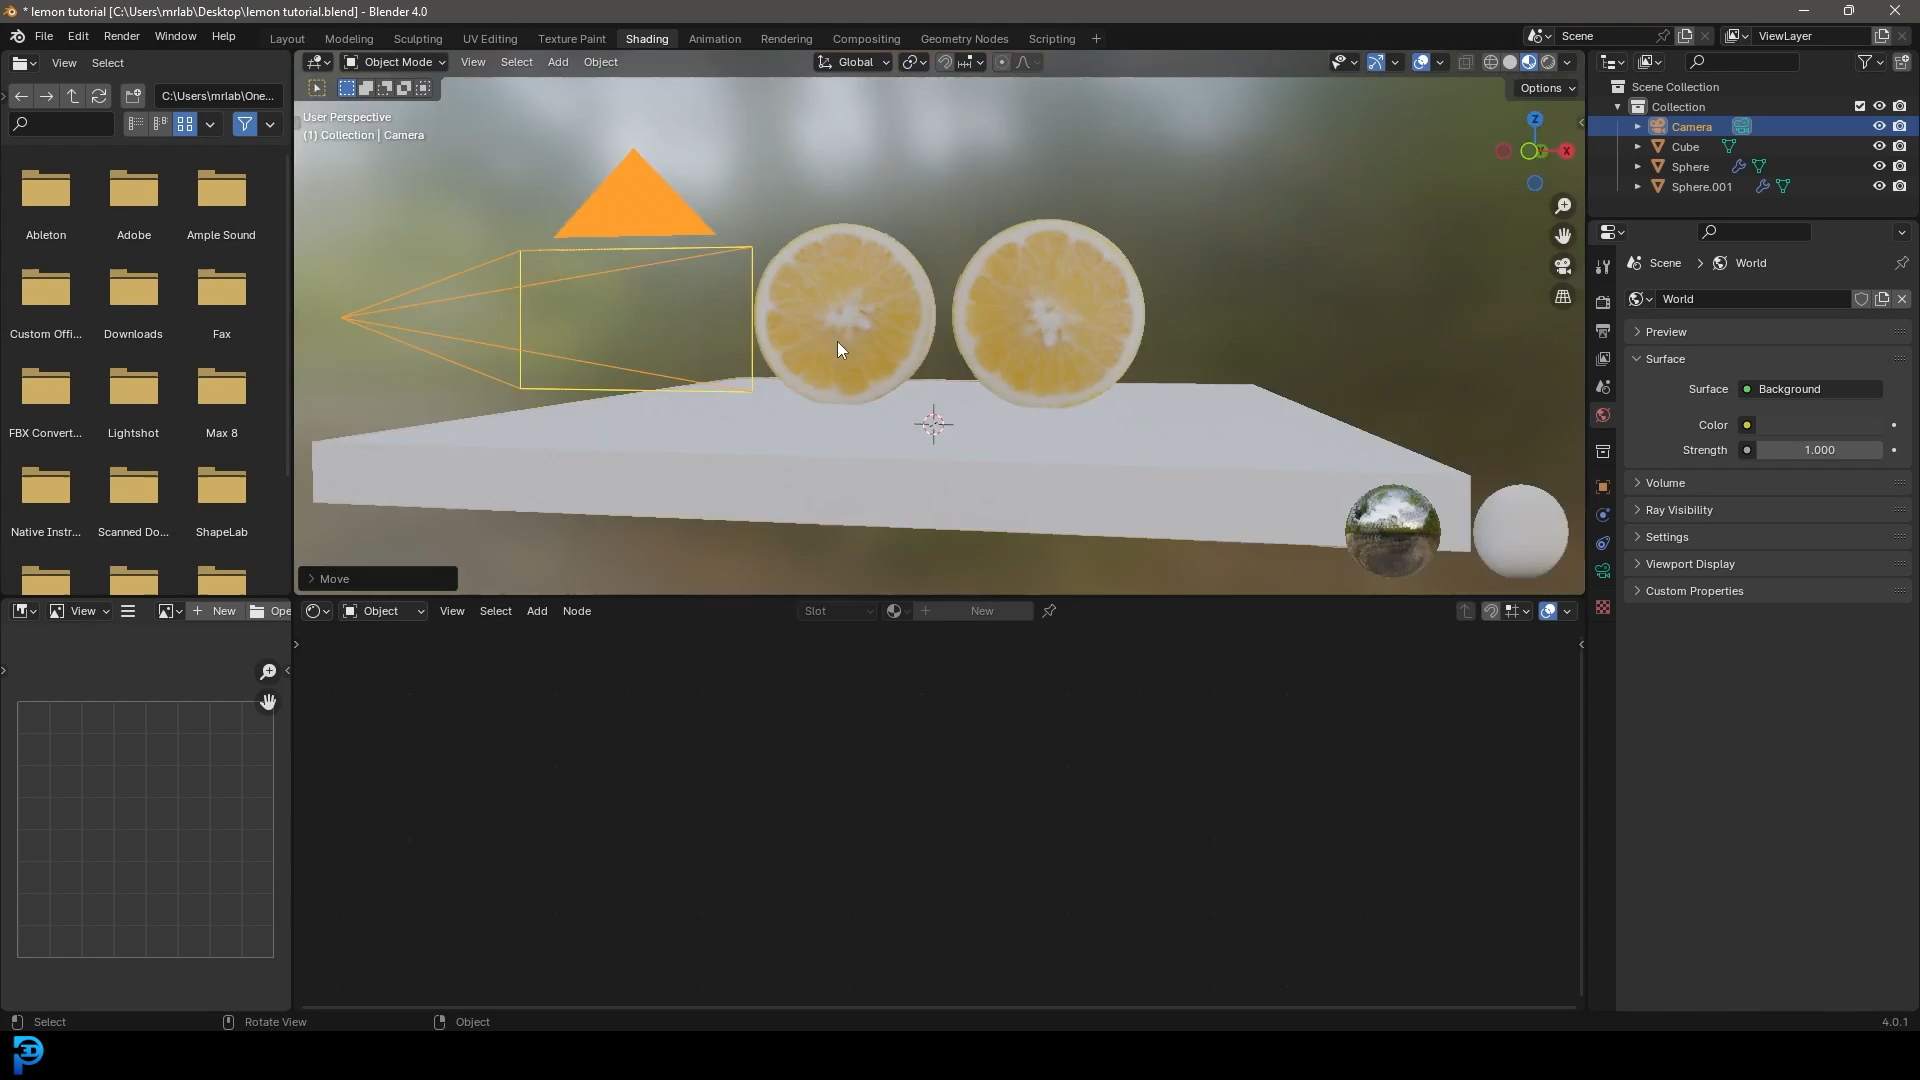 * lemon tutorial [C:\Users\mrlab\Desktop\lemon tutorial.blend] - Blender 4.0
File Edit Render Window Help
Layout Modeling Sculpting UV Editing Texture Paint Shading Animation Rendering Compositing Geometry Nodes Scripting
Scene ViewLayer
View Select
C:\Users\mrlab\One...
Ableton Adobe Ample Sound
Custom Offi... Downloads Fax
FBX Convert... Lightshot Max 8
Native Instr... Scanned Do... ShapeLab
Object Mode View Select Add Object
Global
Options
User Perspective
(1) Collection | Camera
Z
Y
X
Move
Scene Collection
Collection
Camera
Cube
Sphere
Sphere.001
Scene World
World
Preview
Surface
Surface Background
Color
Strength 1.000
Volume
Ray Visibility
Settings
Viewport Display
Custom Properties
View New Ope
Object View Select Add Node
Slot New
Select Rotate View Object
4.0.1
3D